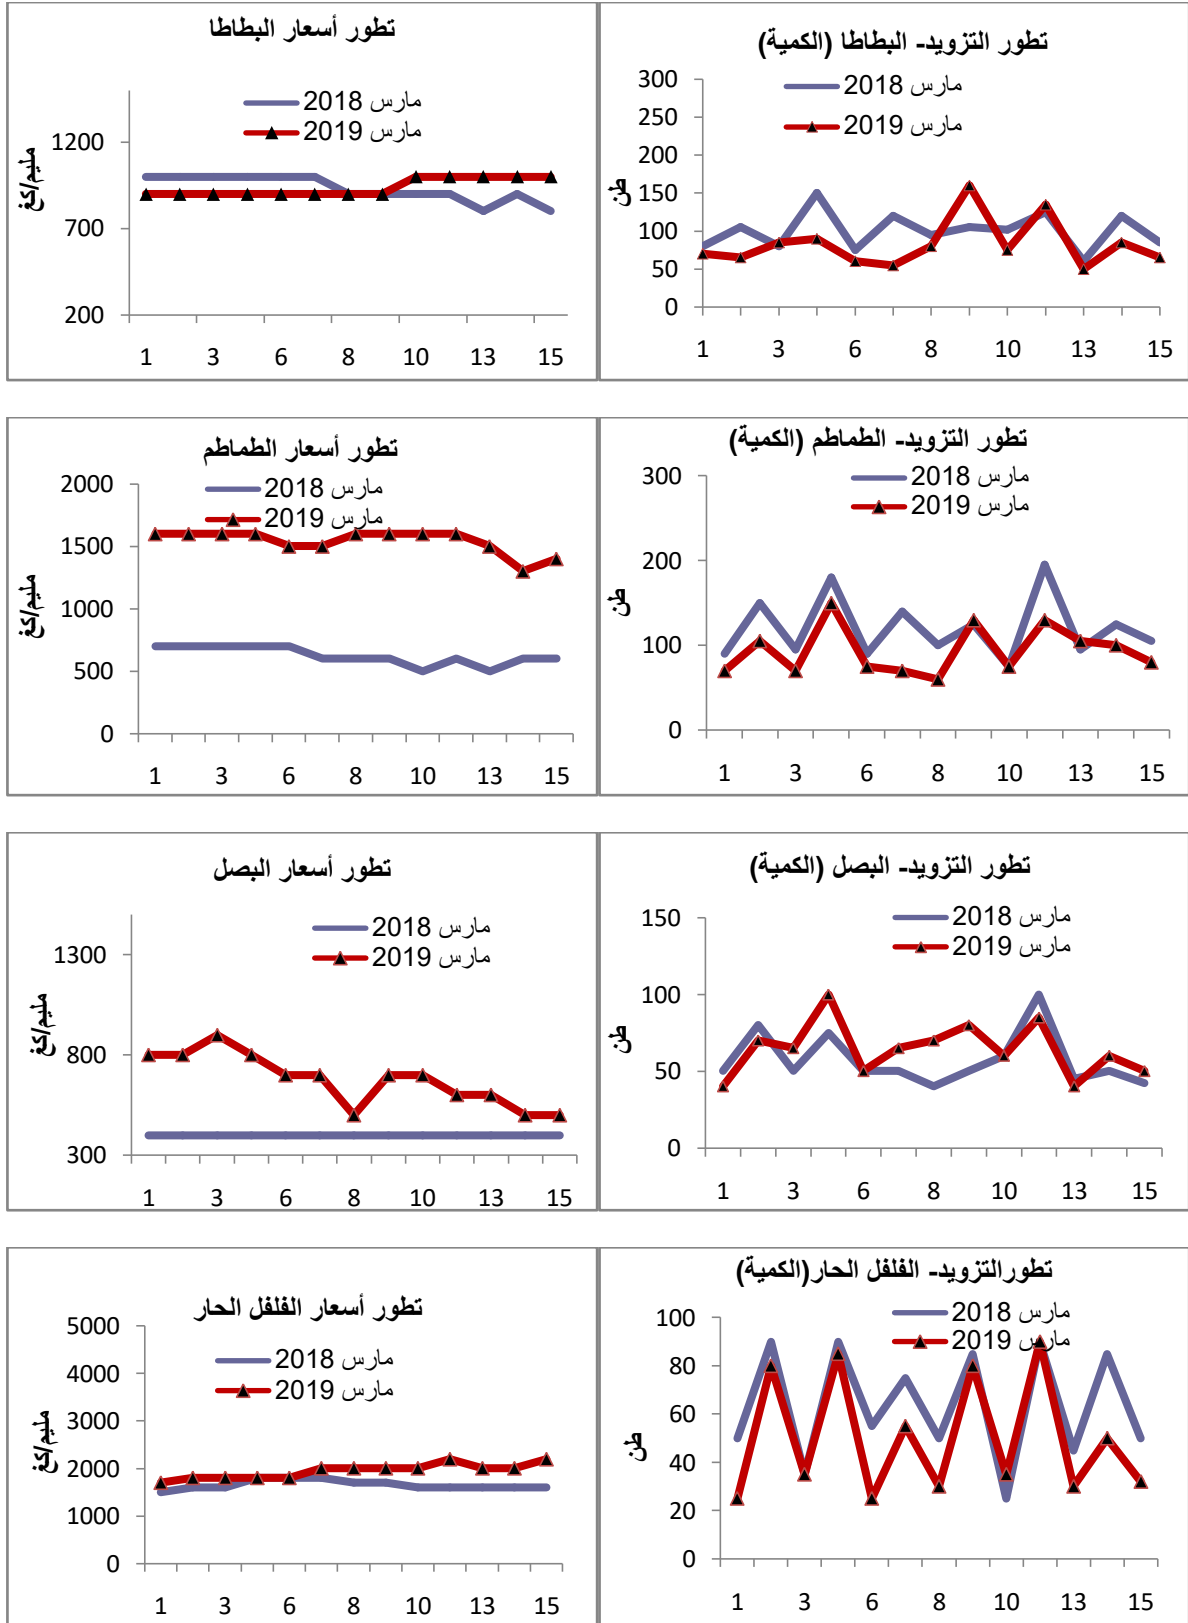 تطور أسعار البطاطا
مارس 2018
مارس 2019
مليم/كغ
1200
700
200
1 3 6 8 10 13 15
تطور التزويد- البطاطا (الكمية)
مارس 2018
مارس 2019
طن
300
250
200
150
100
50
0
1 3 6 8 10 13 15
تطور أسعار الطماطم
مارس 2018
مارس 2019
مليم/كغ
2000
1500
1000
500
0
1 3 6 8 10 13 15
تطور التزويد- الطماطم (الكمية)
مارس 2018
مارس 2019
طن
300
200
100
0
1 3 6 8 10 13 15
تطور أسعار البصل
مارس 2018
مارس 2019
مليم/كغ
1300
800
300
1 3 6 8 10 13 15
تطور التزويد- البصل (الكمية)
مارس 2018
مارس 2019
طن
150
100
50
0
1 3 6 8 10 13 15
تطور أسعار الفلفل الحار
مارس 2018
مارس 2019
مليم/كغ
5000
4000
3000
2000
1000
0
1 3 6 8 10 13 15
تطورالتزويد- الفلفل الحار(الكمية)
مارس 2018
مارس 2019
طن
100
80
60
40
20
0
1 3 6 8 10 13 15